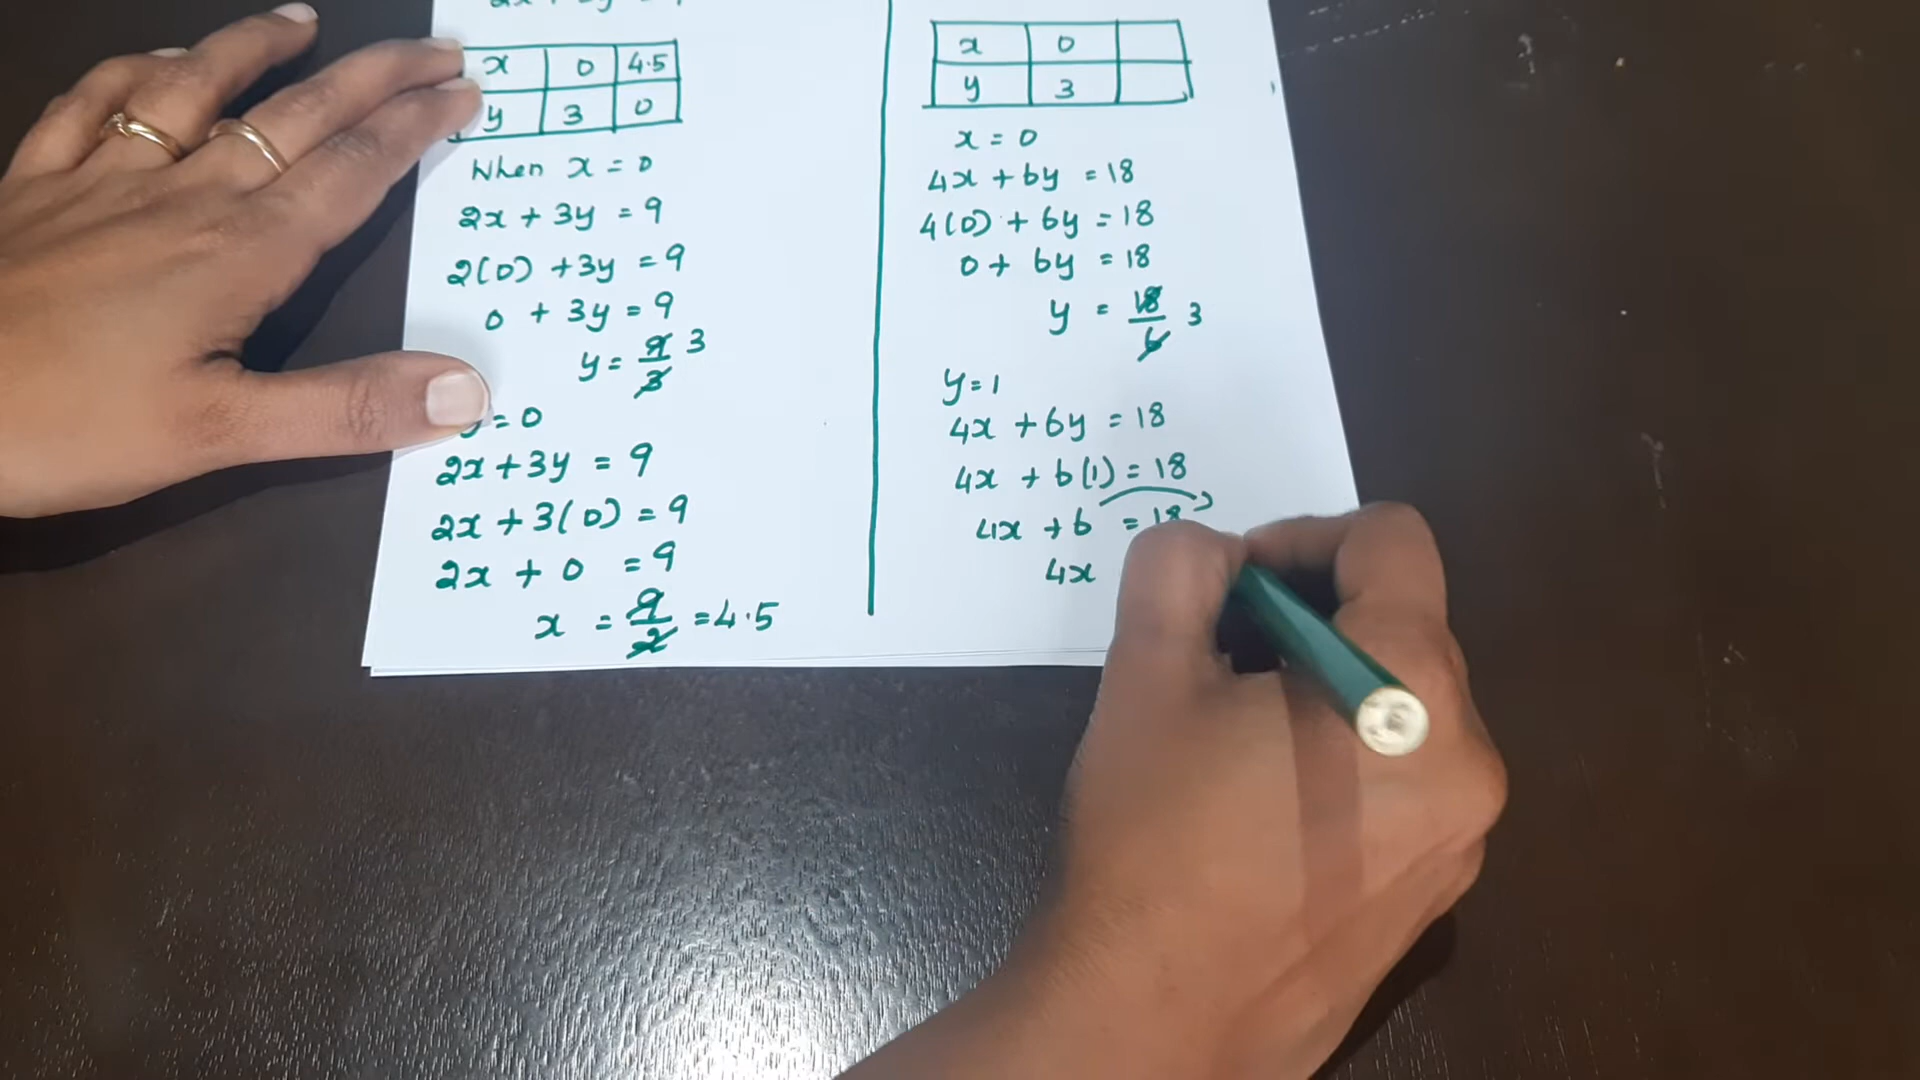 x 0 4.5
y 3 0
When x = 0
2x + 3y = 9
2(0) + 3y = 9
0 + 3y = 9
y = 9/3 3
= 0
2x + 3y = 9
2x + 3(0) = 9
2x + 0 = 9
x = 9/2 = 4.5
x 0
y 3
x = 0
4x + 6y = 18
4(0) + 6y = 18
0 + 6y = 18
y = 18/6 3
y = 1
4x + 6y = 18
4x + 6(1) = 18
4x + 6 = 18
4x